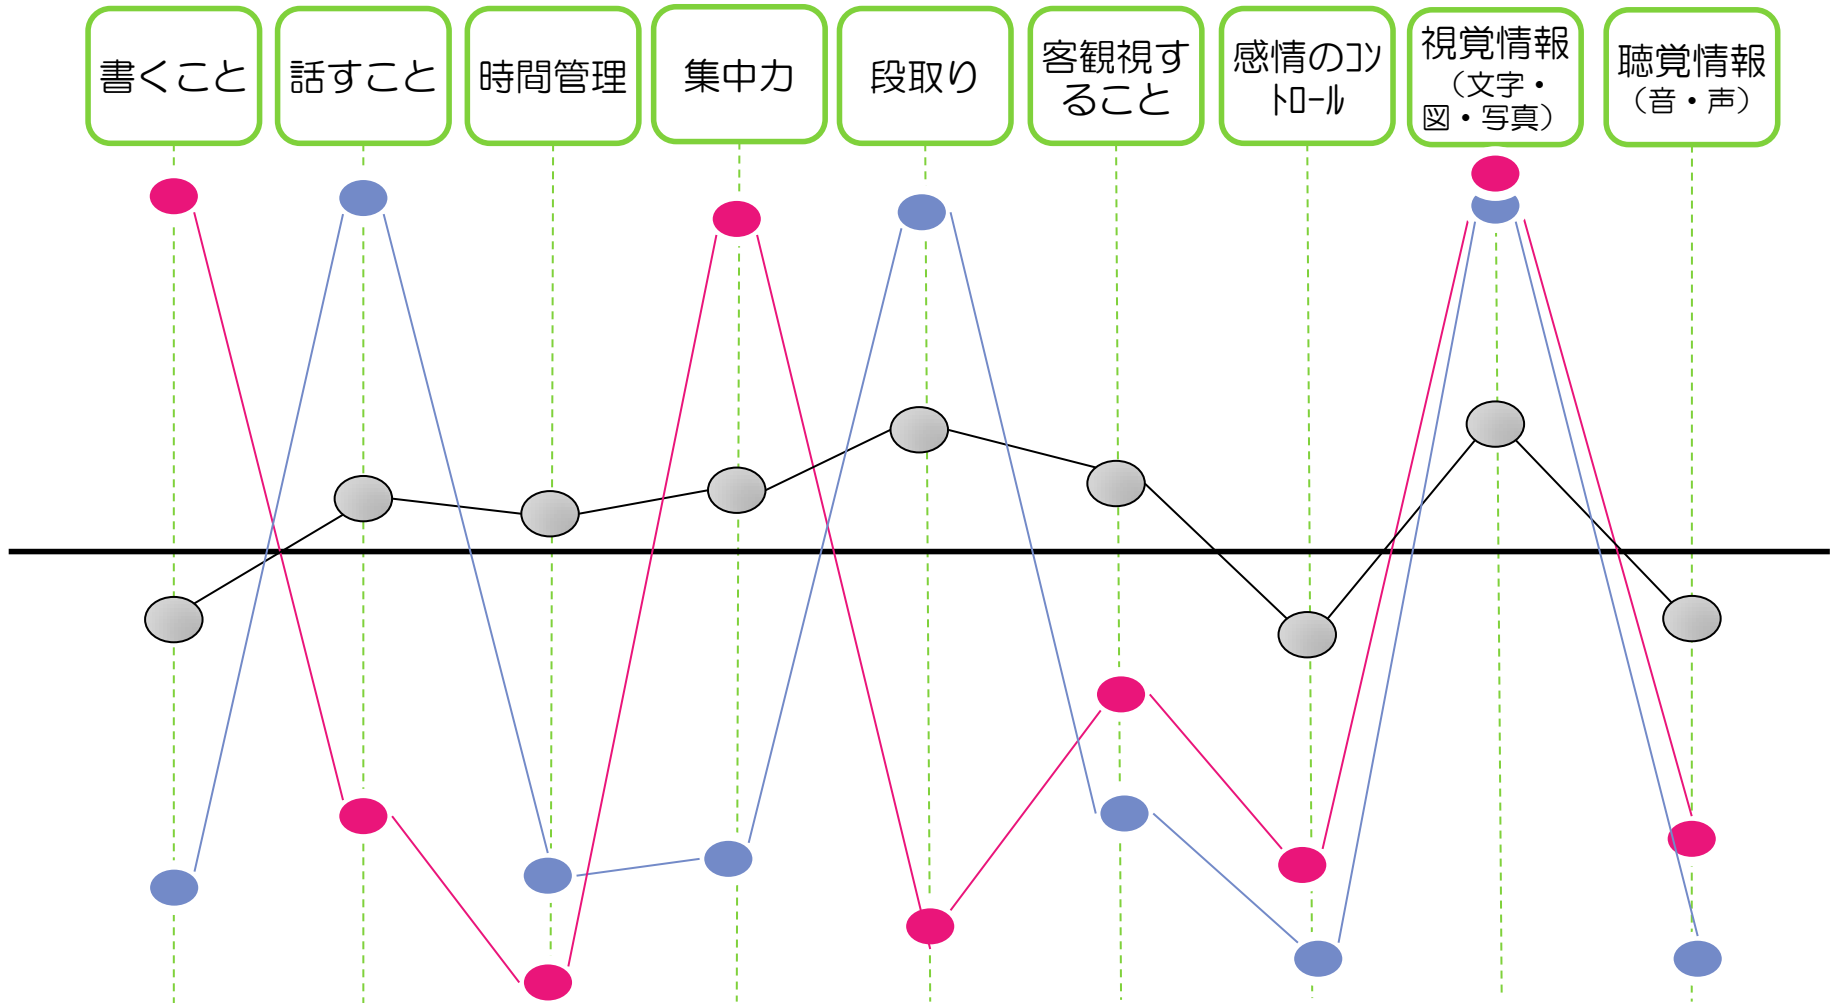 書くこと
話すこと
時間管理
集中力
段取り
客観視す
ること
感情のｺﾝ
ﾄﾛｰﾙ
視覚情報
（文字・
図・写真）
聴覚情報
（音・声）